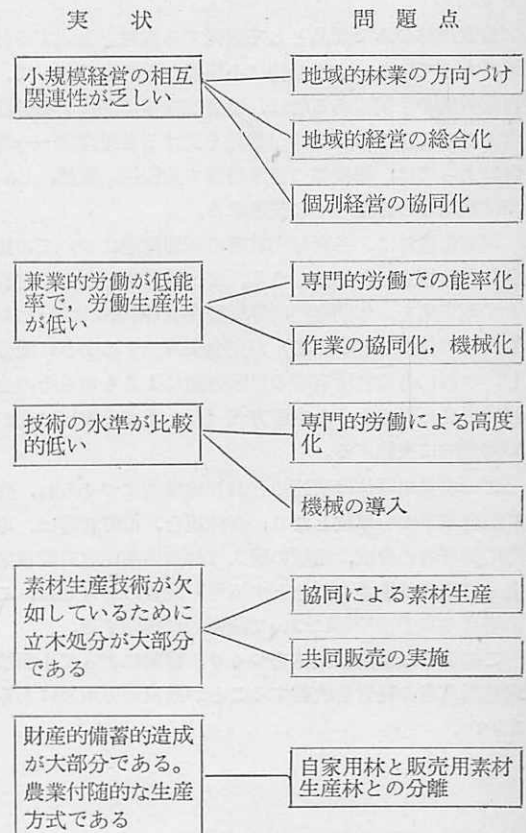 実状　問題点
小規模経営の相互
関連性が乏しい
地域的林業の方向づけ
地域的経営の総合化
個別経営の協同化
兼業的労働が低能
率で，労働生産性
が低い
専門的労働での能率化
作業の協同化，機械化
技術の水準が比較
的低い
専門的労働による高度
化
機械の導入
素材生産技術が欠
如しているために
立木処分が大部分
である
協同による素材生産
共同販売の実施
財産的備蓄的造成
が大部分である。
農業付随的な生産
方式である
自家用林と販売用素材
生産林との分離